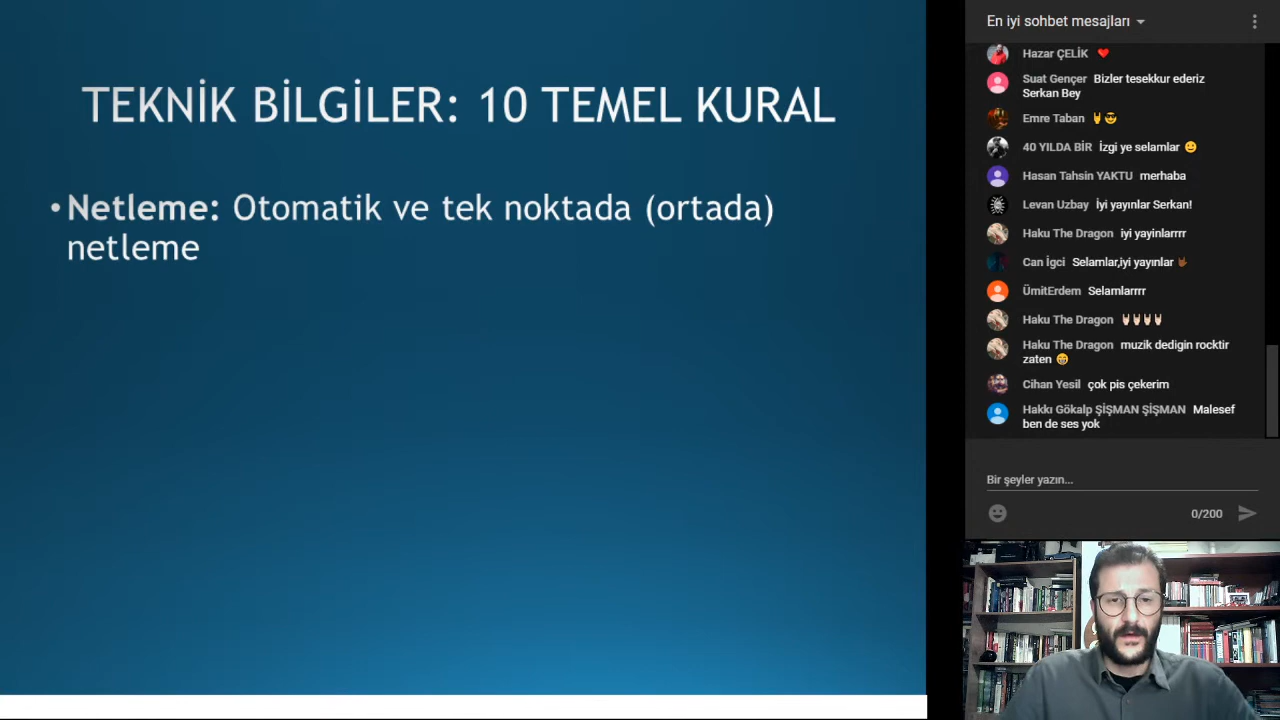 TEKNİK BİLGİLER: 10 TEMEL KURAL
• Netleme: Otomatik ve tek noktada (ortada)
netleme
En iyi sohbet mesajları
Hazar ÇELİK ❤️
Suat Gençer Bizler tesekkur ederiz
Serkan Bey
Emre Taban 🤘😎
40 YILDA BİR İzgi ye selamlar 🙂
Hasan Tahsin YAKTU merhaba
Levan Uzbay İyi yayınlar Serkan!
Haku The Dragon iyi yayinlarrrr
Can İgci Selamlar,iyi yayınlar 🤘🏾
ÜmitErdem Selamlarrrr
Haku The Dragon 🤘🏻🤘🏻🤘🏻🤘🏻
Haku The Dragon muzik dedigin rocktir
zaten 😁
Cihan Yesil çok pis çekerim
Hakkı Gökalp ŞİŞMAN ŞİŞMAN Malesef
ben de ses yok
Bir şeyler yazın...
0/200